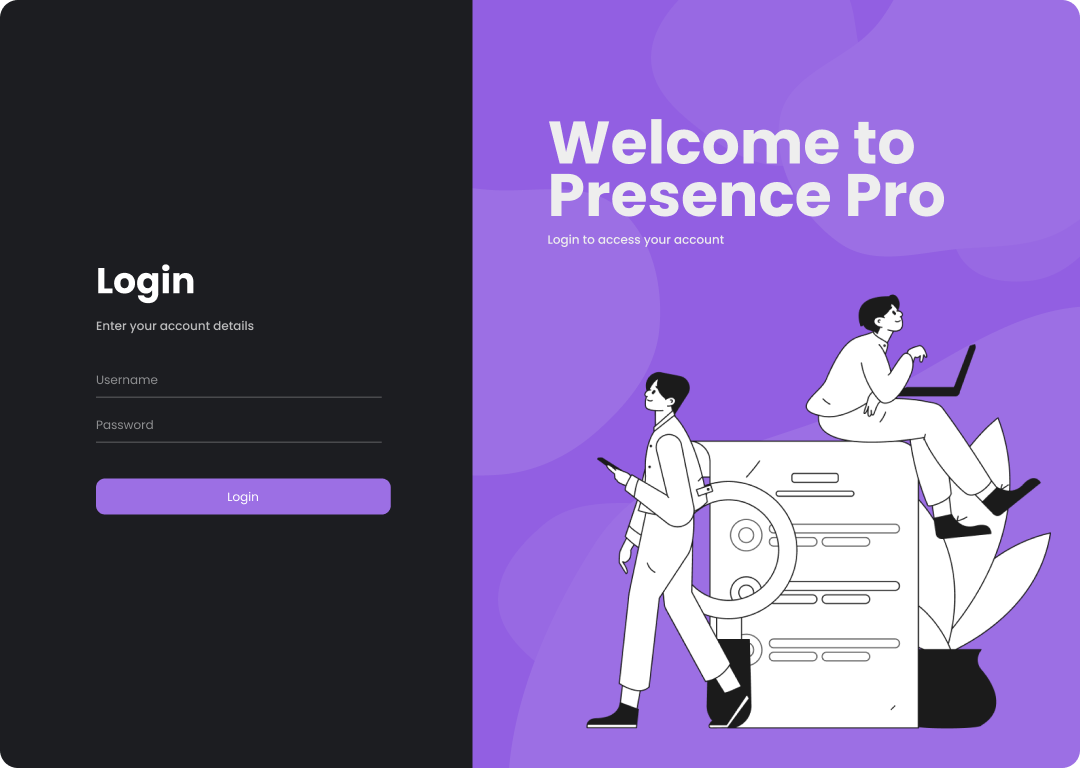 Login
Enter your account details
Username
Password
Login
Welcome to
Presence Pro
Login to access your account